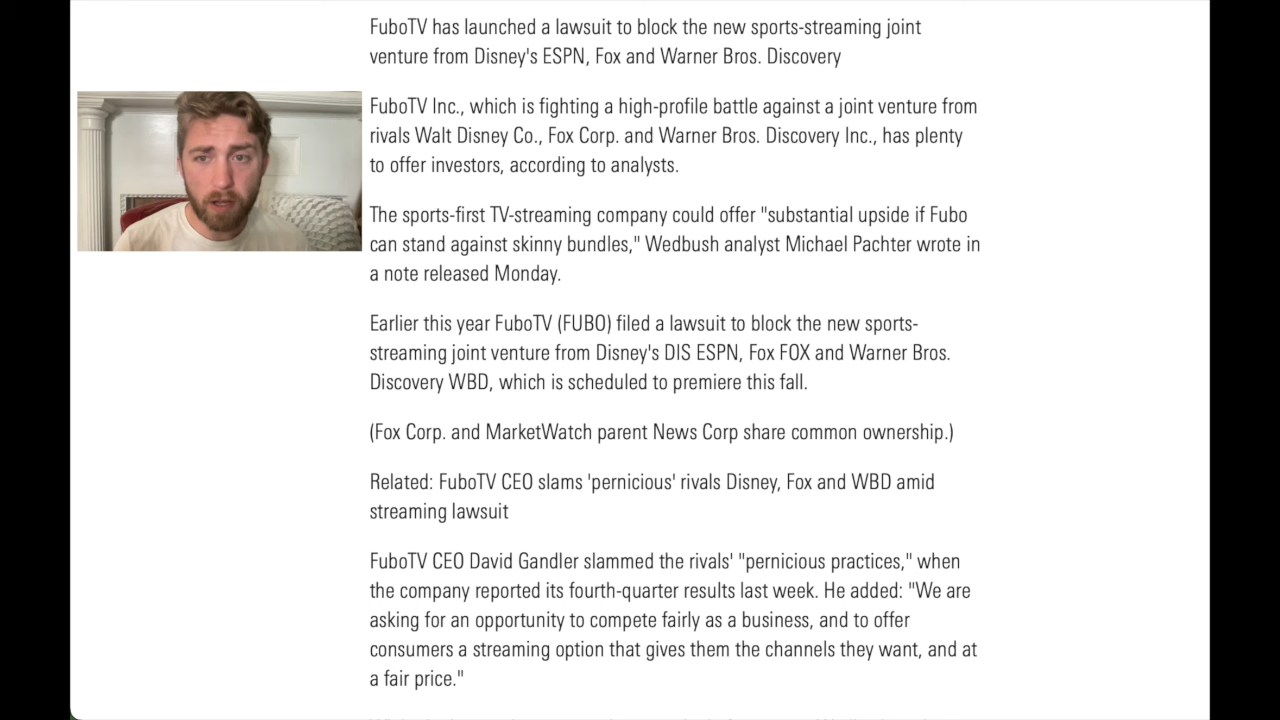 FuboTV has launched a lawsuit to block the new sports-streaming joint
venture from Disney's ESPN, Fox and Warner Bros. Discovery
FuboTV Inc., which is fighting a high-profile battle against a joint venture from
rivals Walt Disney Co., Fox Corp. and Warner Bros. Discovery Inc., has plenty
to offer investors, according to analysts.
The sports-first TV-streaming company could offer "substantial upside if Fubo
can stand against skinny bundles," Wedbush analyst Michael Pachter wrote in
a note released Monday.
Earlier this year FuboTV (FUBO) filed a lawsuit to block the new sports-
streaming joint venture from Disney's DIS ESPN, Fox FOX and Warner Bros.
Discovery WBD, which is scheduled to premiere this fall.
(Fox Corp. and MarketWatch parent News Corp share common ownership.)
Related: FuboTV CEO slams 'pernicious' rivals Disney, Fox and WBD amid
streaming lawsuit
FuboTV CEO David Gandler slammed the rivals' "pernicious practices," when
the company reported its fourth-quarter results last week. He added: "We are
asking for an opportunity to compete fairly as a business, and to offer
consumers a streaming option that gives them the channels they want, and at
a fair price."